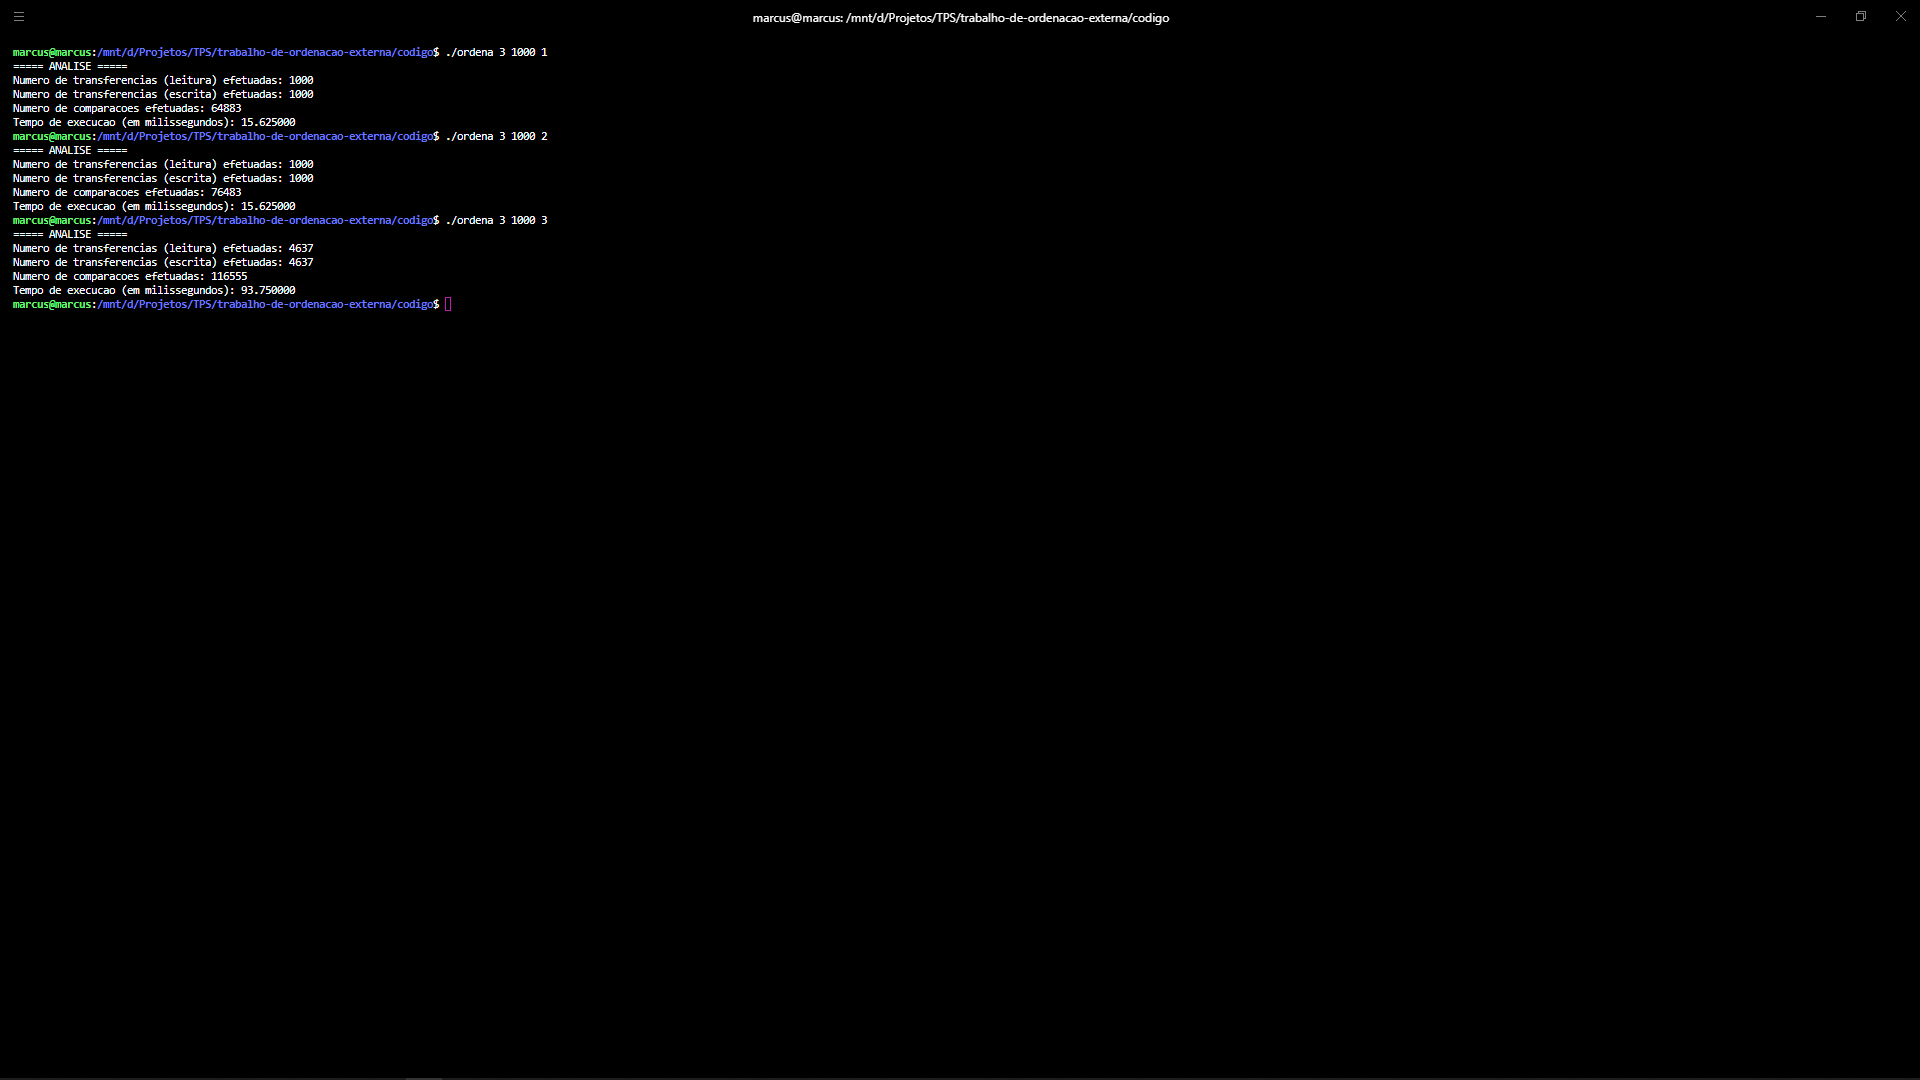 marcus@marcus: /mnt/d/Projetos/TPS/trabalho-de-ordenacao-externa/codigo
marcus@marcus:/mnt/d/Projetos/TPS/trabalho-de-ordenacao-externa/codigo$ ./ordena 3 1000 1
===== ANALISE =====
Numero de transferencias (leitura) efetuadas: 1000
Numero de transferencias (escrita) efetuadas: 1000
Numero de comparacoes efetuadas: 64883
Tempo de execucao (em milissegundos): 15.625000
marcus@marcus:/mnt/d/Projetos/TPS/trabalho-de-ordenacao-externa/codigo$ ./ordena 3 1000 2
===== ANALISE =====
Numero de transferencias (leitura) efetuadas: 1000
Numero de transferencias (escrita) efetuadas: 1000
Numero de comparacoes efetuadas: 76483
Tempo de execucao (em milissegundos): 15.625000
marcus@marcus:/mnt/d/Projetos/TPS/trabalho-de-ordenacao-externa/codigo$ ./ordena 3 1000 3
===== ANALISE =====
Numero de transferencias (leitura) efetuadas: 4637
Numero de transferencias (escrita) efetuadas: 4637
Numero de comparacoes efetuadas: 116555
Tempo de execucao (em milissegundos): 93.750000
marcus@marcus:/mnt/d/Projetos/TPS/trabalho-de-ordenacao-externa/codigo$